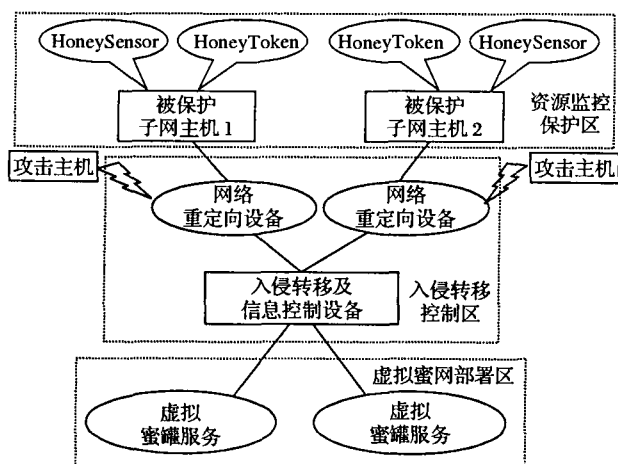 HoneySensor
HoneyToken
HoneyToken
HoneySensor
被保护
子网主机1
被保护
子网主机2
资源监控
保护区
攻击主机
攻击主机
网络
重定向设备
网络
重定向设备
入侵转移及
信息控制设备
入侵转移
控制区
虚拟蜜网部署区
虚拟
蜜罐服务
虚拟
蜜罐服务